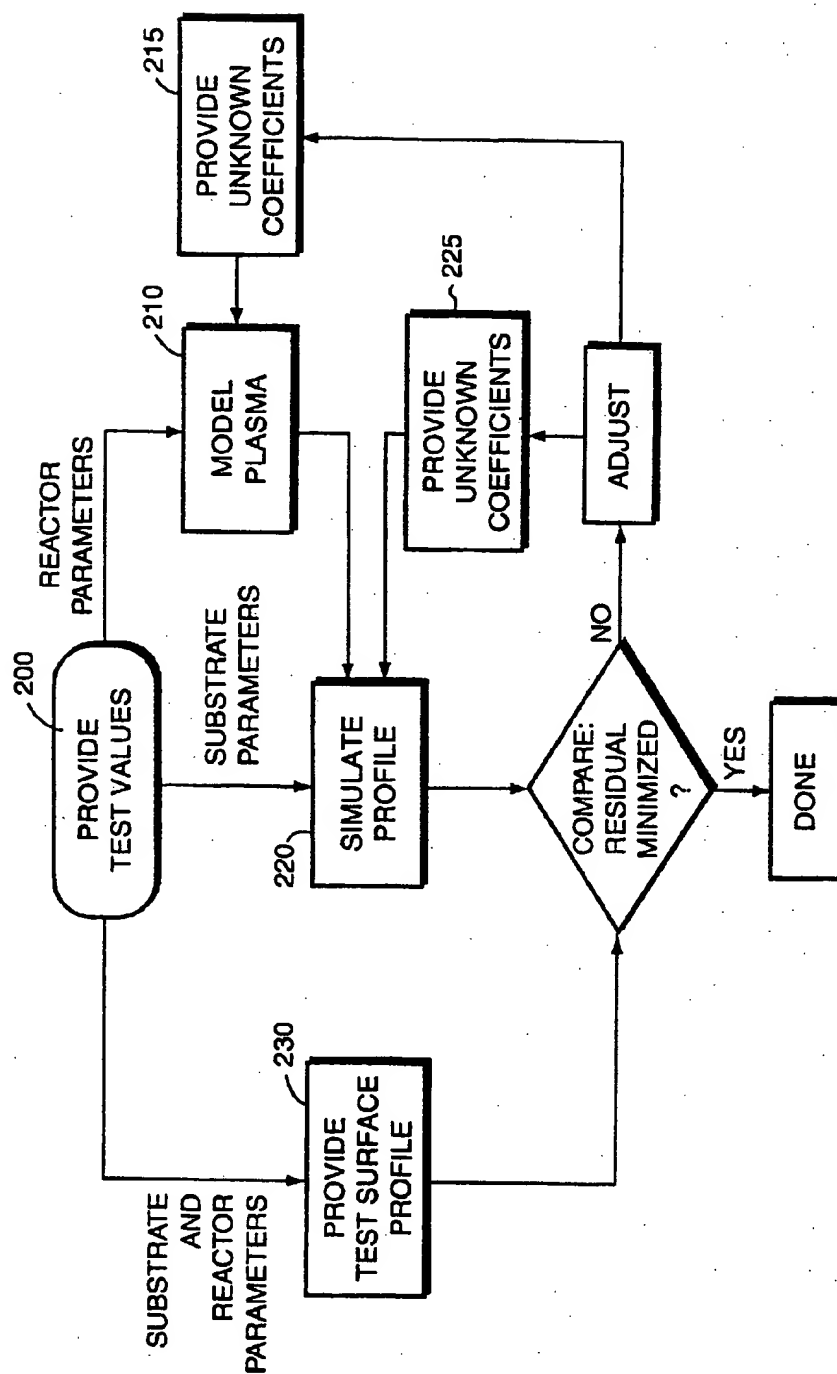 200
PROVIDE
TEST VALUES
SUBSTRATE
AND
REACTOR
PARAMETERS
SUBSTRATE
PARAMETERS
REACTOR
PARAMETERS
230
PROVIDE
TEST SURFACE
PROFILE
220
SIMULATE
PROFILE
210
MODEL
PLASMA
215
PROVIDE
UNKNOWN
COEFFICIENTS
225
PROVIDE
UNKNOWN
COEFFICIENTS
COMPARE:
RESIDUAL
MINIMIZED
?
NO
ADJUST
YES
DONE